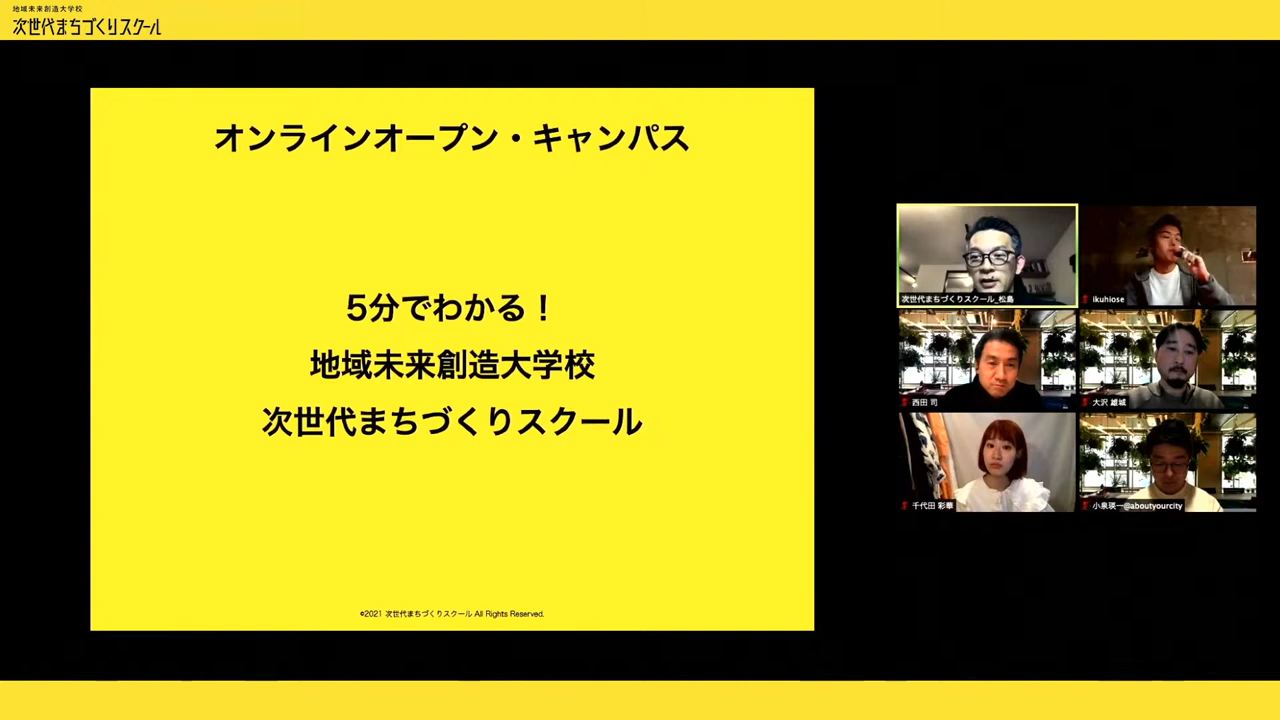 地域未来創造大学校
次世代まちづくりスクール
オンラインオープン・キャンパス
5分でわかる！
地域未来創造大学校
次世代まちづくりスクール
©2021 次世代まちづくりスクール All Rights Reserved.
次世代まちづくりスクール_松島
ikuhiose
西田 司
大沢 雄城
千代田 彩華
小泉瑛一@aboutyourcity